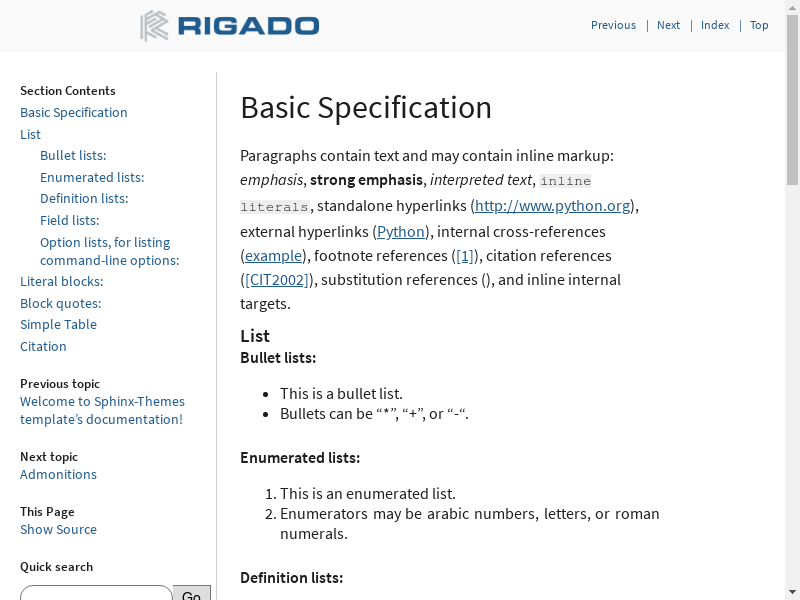 RIGADO
Previous | Next | Index | Top
Section Contents
Basic Specification
List
Bullet lists:
Enumerated lists:
Definition lists:
Field lists:
Option lists, for listing
command-line options:
Literal blocks:
Block quotes:
Simple Table
Citation
Previous topic
Welcome to Sphinx-Themes
template's documentation!
Next topic
Admonitions
This Page
Show Source
Quick search
Go
Basic Specification
Paragraphs contain text and may contain inline markup:
emphasis, strong emphasis, interpreted text, inline
literals, standalone hyperlinks (http://www.python.org),
external hyperlinks (Python), internal cross-references
(example), footnote references ([1]), citation references
([CIT2002]), substitution references (), and inline internal
targets.
List
Bullet lists:
• This is a bullet list.
• Bullets can be “*”, “+”, or “-“.
Enumerated lists:
1. This is an enumerated list.
2. Enumerators may be arabic numbers, letters, or roman
numerals.
Definition lists: